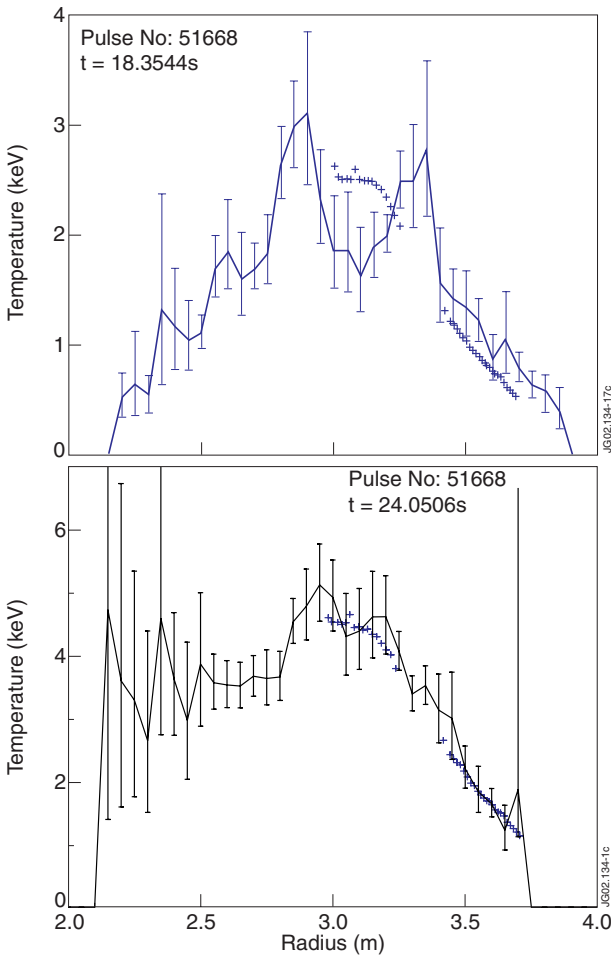 4
Pulse No: 51668
t = 18.3544s
3
2
1
0
Temperature (keV)
JG02.134-17c
Pulse No: 51668
t = 24.0506s
6
4
2
0
Temperature (keV)
JG02.134-1c
2.0 2.5 3.0 3.5 4.0
Radius (m)